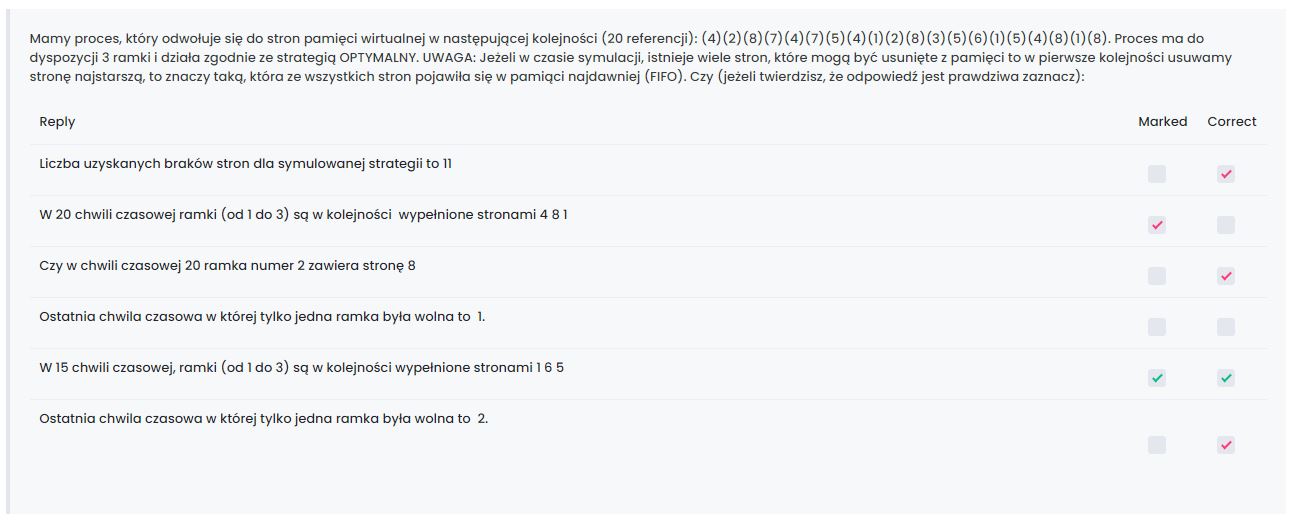 Mamy proces, który odwołuje się do stron pamięci wirtualnej w następującej kolejności (20 referencji): (4)(2)(8)(7)(4)(7)(5)(4)(1)(2)(8)(3)(5)(6)(1)(5)(4)(8)(1)(8). Proces ma do
dyspozycji 3 ramki i działa zgodnie ze strategią OPTYMALNY. UWAGA: Jeżeli w czasie symulacji, istnieje wiele stron, które mogą być usunięte z pamięci to w pierwsze kolejności usuwamy
stronę najstarszą, to znaczy taką, która ze wszystkich stron pojawiła się w pamiąci najdawniej (FIFO). Czy (jeżeli twierdzisz, że odpowiedź jest prawdziwa zaznacz):
Reply Marked Correct
Liczba uzyskanych braków stron dla symulowanej strategii to 11
W 20 chwili czasowej ramki (od 1 do 3) są w kolejności wypełnione stronami 4 8 1
Czy w chwili czasowej 20 ramka numer 2 zawiera stronę 8
Ostatnia chwila czasowa w której tylko jedna ramka była wolna to 1.
W 15 chwili czasowej, ramki (od 1 do 3) są w kolejności wypełnione stronami 1 6 5
Ostatnia chwila czasowa w której tylko jedna ramka była wolna to 2.